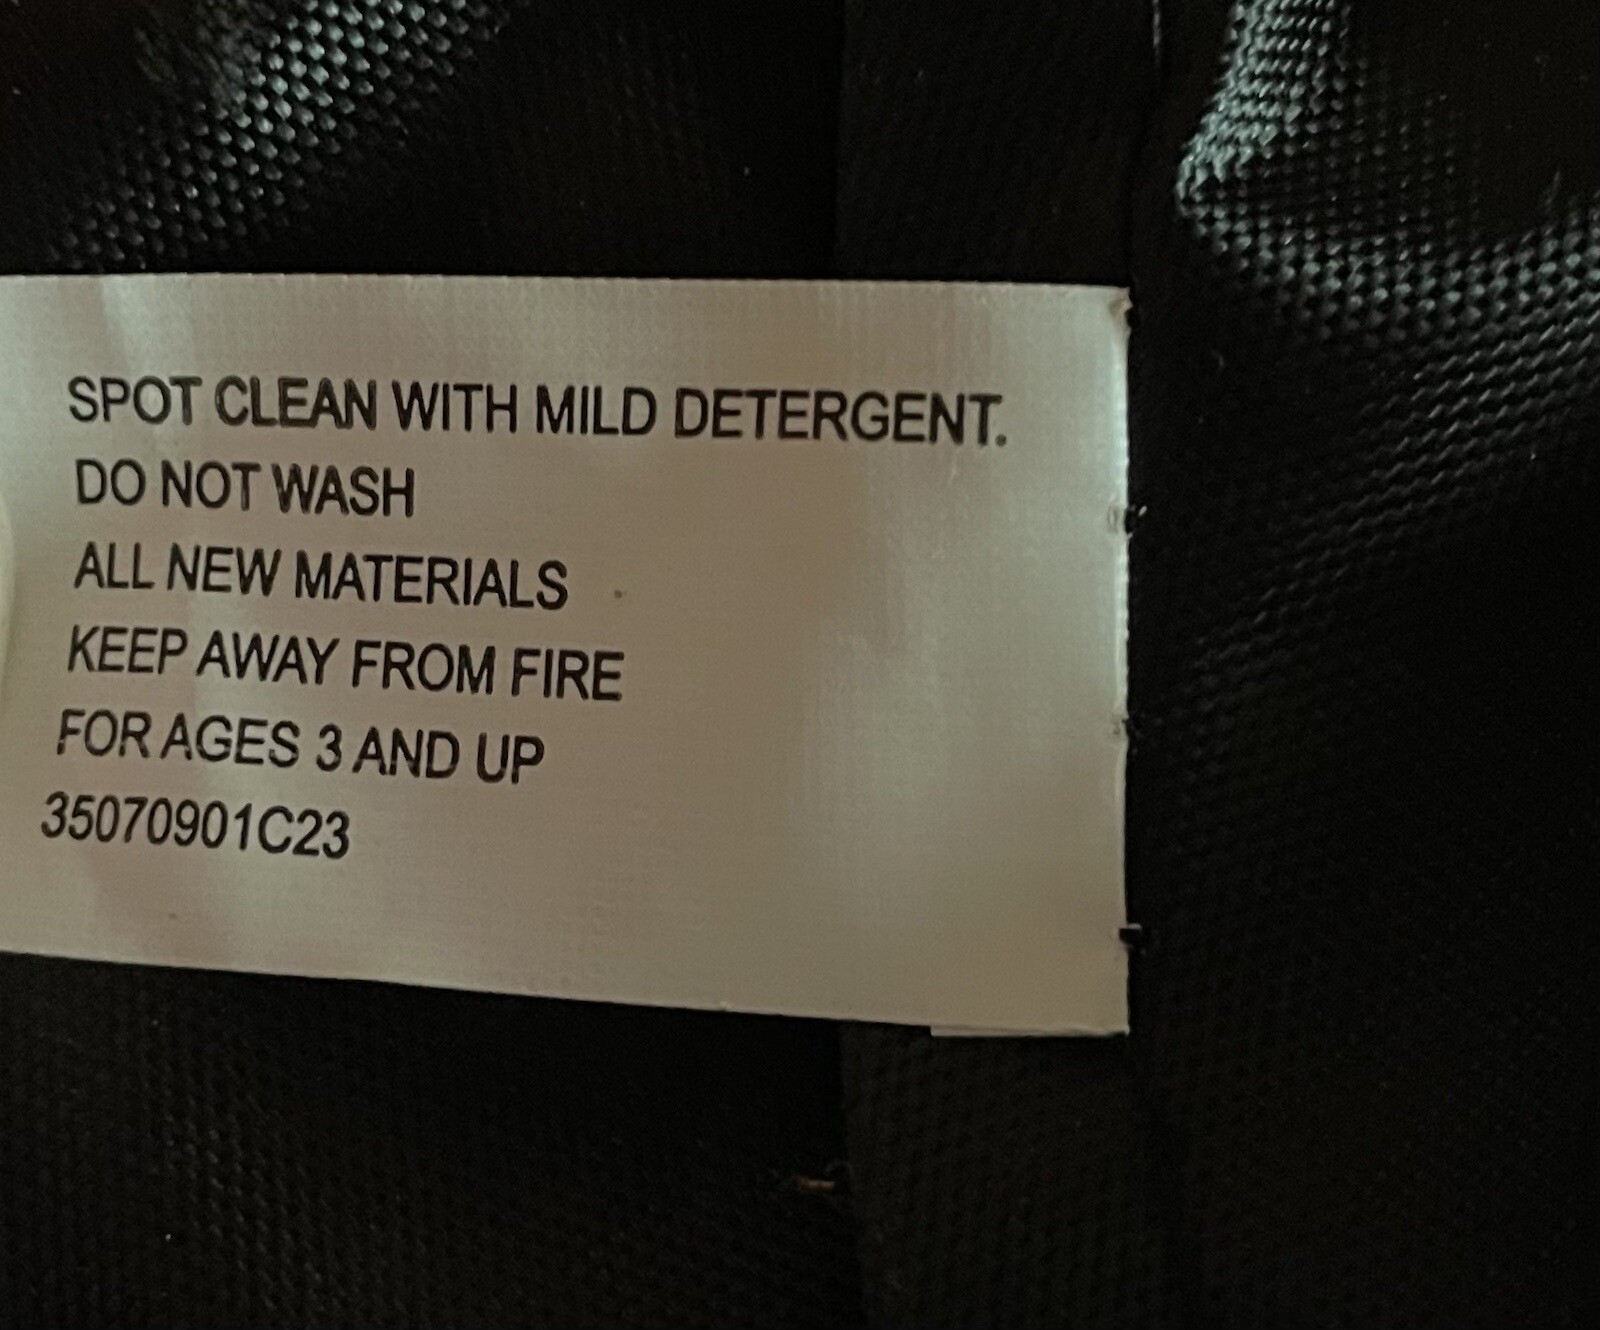 SPOT CLEAN WITH MILD DETERGENT.
DO NOT WASH
ALL NEW MATERIALS
KEEP AWAY FROM FIRE
FOR AGES 3 AND UP
35070901C23